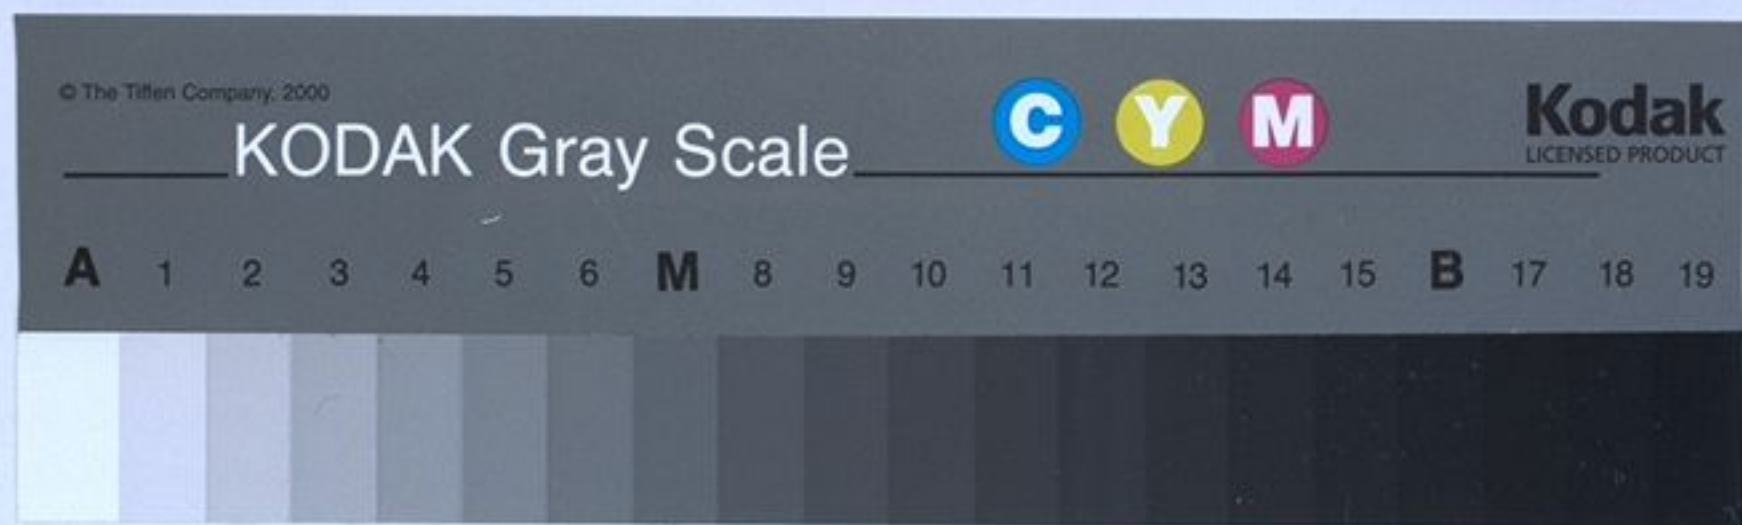 © The Tiffen Company, 2000
KODAK Gray Scale
C Y M
Kodak
LICENSED PRODUCT
A 1 2 3 4 5 6 M 8 9 10 11 12 13 14 15 B 17 18 19